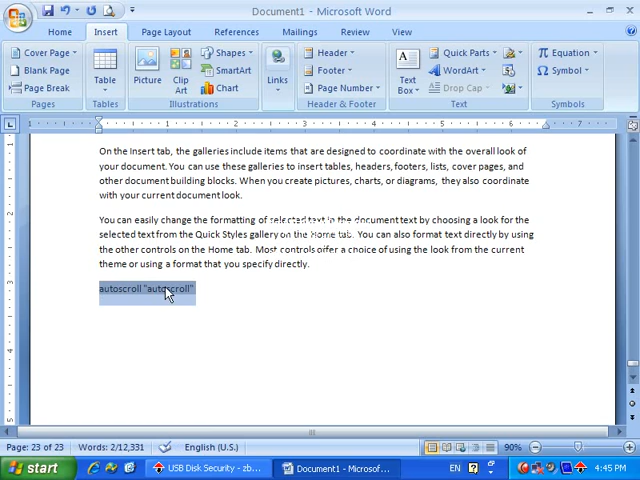 Document1 - Microsoft Word
Home Insert Page Layout References Mailings Review View
Cover Page
Blank Page
Page Break
Pages
Table
Tables
Picture
Clip
Art
Shapes
SmartArt
Chart
Illustrations
Links
Header
Footer
Page Number
Header & Footer
Text
Box
Quick Parts
WordArt
Drop Cap
Text
Equation
Symbol
Symbols
On the Insert tab, the galleries include items that are designed to coordinate with the overall look of
your document. You can use these galleries to insert tables, headers, footers, lists, cover pages, and
other document building blocks. When you create pictures, charts, or diagrams, they also coordinate
with your current document look.
You can easily change the formatting of selected text in the document text by choosing a look for the
selected text from the Quick Styles gallery on the Home tab. You can also format text directly by using
the other controls on the Home tab. Most controls offer a choice of using the look from the current
theme or using a format that you specify directly.
autoscroll "autoscroll"
Page: 23 of 23 Words: 2/12,331 English (U.S.) 90%
start USB Disk Security - zb... Document1 - Microsof... EN 4:45 PM